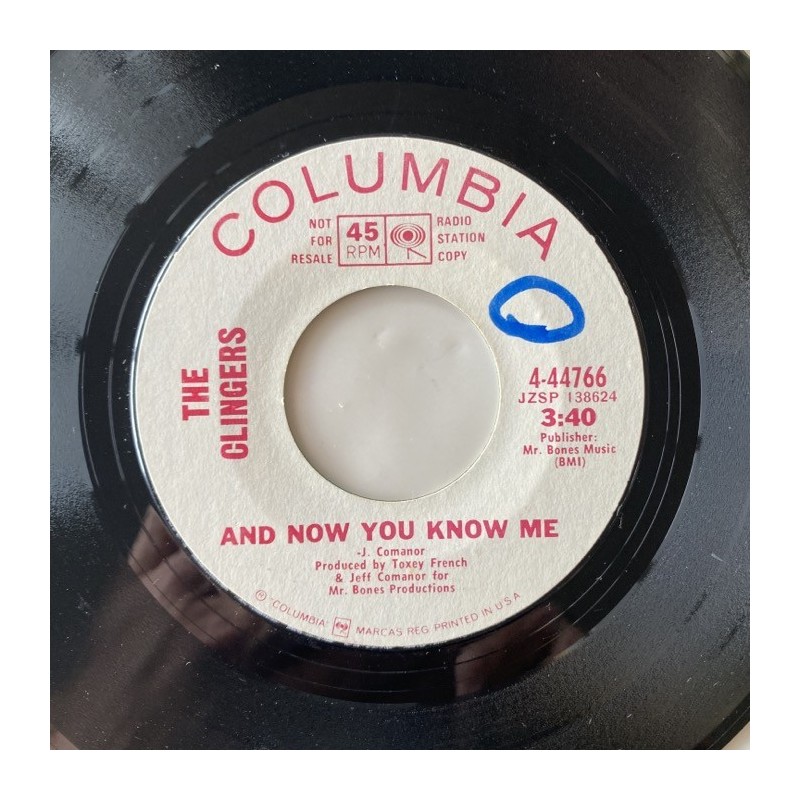 COLUMBIA
NOT FOR RESALE
45 RPM
RADIO STATION COPY
THE CLINGERS
4-44766
JZSP 138624
3:40
Publisher:
Mr. Bones Music
(BMI)
AND NOW YOU KNOW ME
-J. Comanor
Produced by Toxey French
& Jeff Comanor for
Mr. Bones Productions
® "COLUMBIA" MARCAS REG. PRINTED IN U.S.A.